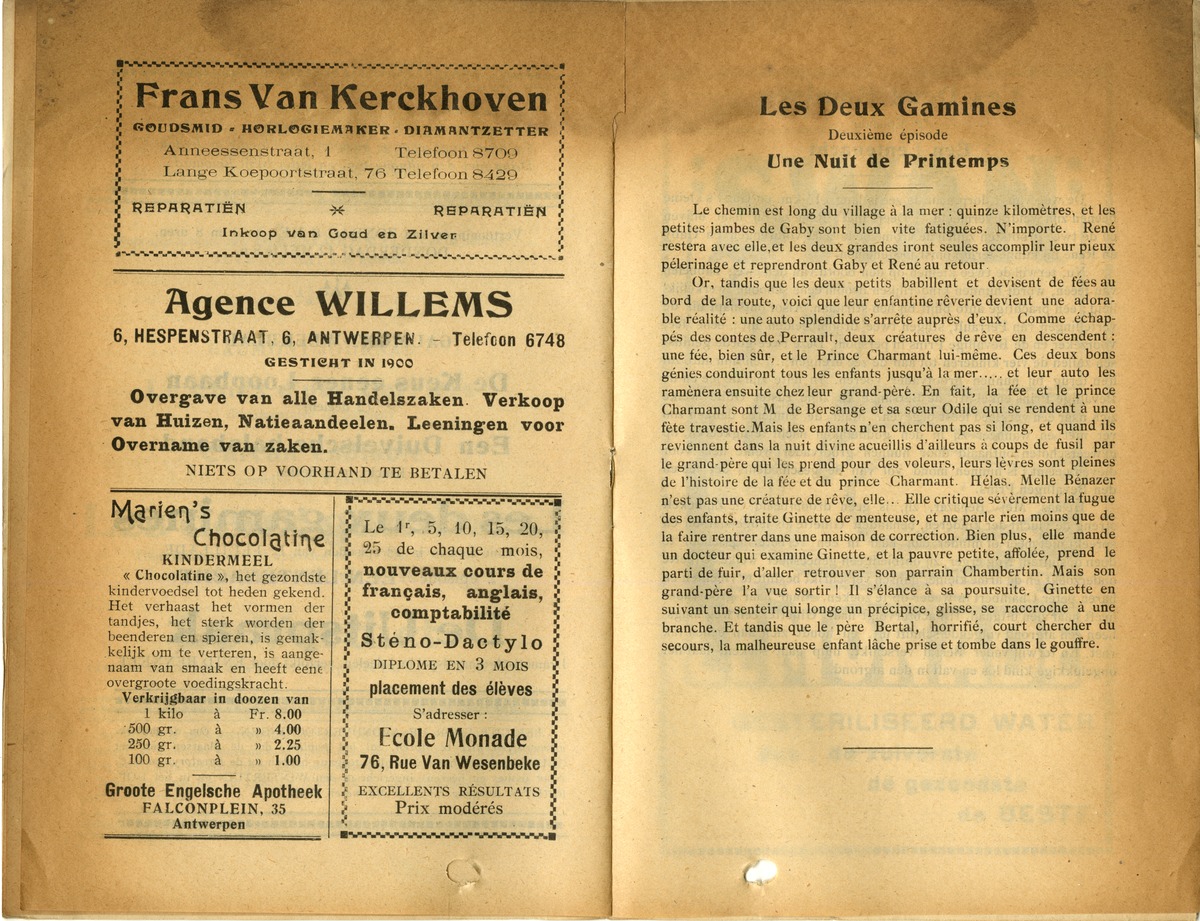 Frans Van Kerckhoven
GOUDSMID - HORLOGIEMAKER - DIAMANTZETTER
Anneessenstraat, 1 Telefoon 8709
Lange Koepoortstraat, 76 Telefoon 8429
REPARATIËN REPARATIËN
Inkoop van Goud en Zilver
Agence WILLEMS
6, HESPENSTRAAT, 6, ANTWERPEN. - Telefoon 6748
GESTICHT IN 1900
Overgave van alle Handelszaken. Verkoop
van Huizen, Natieaandeelen. Leeningen voor
Overname van zaken.
NIETS OP VOORHAND TE BETALEN
Marien's
Chocolatine
KINDERMEEL
« Chocolatine », het gezondste
kindervoedsel tot heden gekend.
Het verhaast het vormen der
tandjes, het sterk worden der
beenderen en spieren, is gemak-
kelijk om te verteren, is aange-
naam van smaak en heeft eene
overgroote voedingskracht.
Verkrijgbaar in doozen van
1 kilo à Fr. 8.00
500 gr. à » 4.00
250 gr. à » 2.25
100 gr. à » 1.00
Groote Engelsche Apotheek
FALCONPLEIN, 35
Antwerpen
Le 1r, 5, 10, 15, 20,
25 de chaque mois,
nouveaux cours de
français, anglais,
comptabilité
Sténo-Dactylo
DIPLOME EN 3 MOIS
placement des élèves
S'adresser :
Ecole Monade
76, Rue Van Wesenbeke
EXCELLENTS RÉSULTATS
Prix modérés
Les Deux Gamines
Deuxième épisode
Une Nuit de Printemps
Le chemin est long du village à la mer : quinze kilomètres, et les
petites jambes de Gaby sont bien vite fatiguées. N'importe. René
restera avec elle, et les deux grandes iront seules accomplir leur pieux
pélerinage et reprendront Gaby et René au retour.
Or, tandis que les deux petits babillent et devisent de fées au
bord de la route, voici que leur enfantine rêverie devient une adora-
ble réalité : une auto splendide s'arrête auprès d'eux. Comme échap-
pés des contes de Perrault, deux créatures de rêve en descendent :
une fée, bien sûr, et le Prince Charmant lui-même. Ces deux bons
génies conduiront tous les enfants jusqu'à la mer..... et leur auto les
ramènera ensuite chez leur grand-père. En fait, la fée et le prince
Charmant sont M de Bersange et sa sœur Odile qui se rendent à une
fète travestie. Mais les enfants n'en cherchent pas si long, et quand ils
reviennent dans la nuit divine acueillis d'ailleurs à coups de fusil par
le grand-père qui les prend pour des voleurs, leurs lèvres sont pleines
de l'histoire de la fée et du prince Charmant. Hélas. Melle Bénazer
n'est pas une créature de rêve, elle... Elle critique sévèrement la fugue
des enfants, traite Ginette de menteuse, et ne parle rien moins que de
la faire rentrer dans une maison de correction. Bien plus, elle mande
un docteur qui examine Ginette, et la pauvre petite, affolée, prend le
parti de fuir, d'aller retrouver son parrain Chambertin. Mais son
grand-père l'a vue sortir ! Il s'élance à sa poursuite. Ginette en
suivant un senteir qui longe un précipice, glisse, se raccroche à une
branche. Et tandis que le père Bertal, horrifié, court chercher du
secours, la malheureuse enfant lâche prise et tombe dans le gouffre.